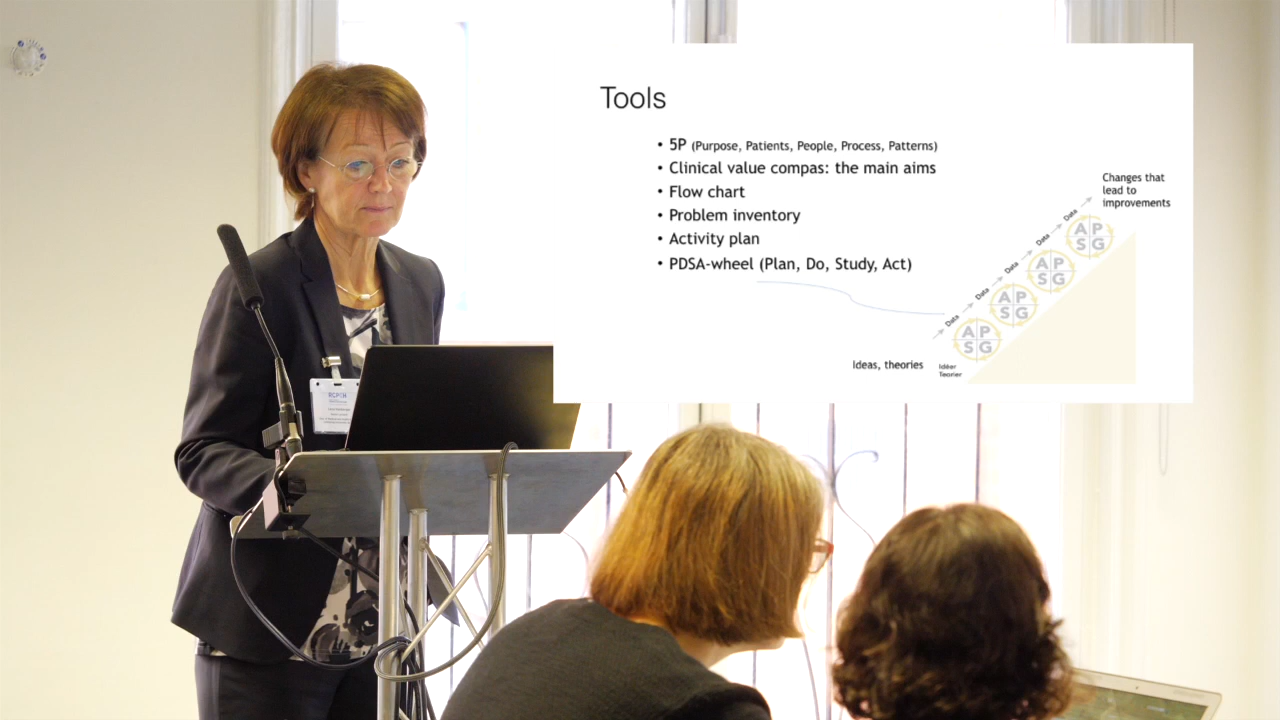 Tools
• 5P (Purpose, Patients, People, Process, Patterns)
• Clinical value compas: the main aims
• Flow chart
• Problem inventory
• Activity plan
• PDSA-wheel (Plan, Do, Study, Act)
Changes that
lead to
improvements
Data
Data
Data
Data
Data
A P
S G
A P
S G
A P
S G
A P
S G
Ideas, theories
Idéer
Teorier
RCPCH